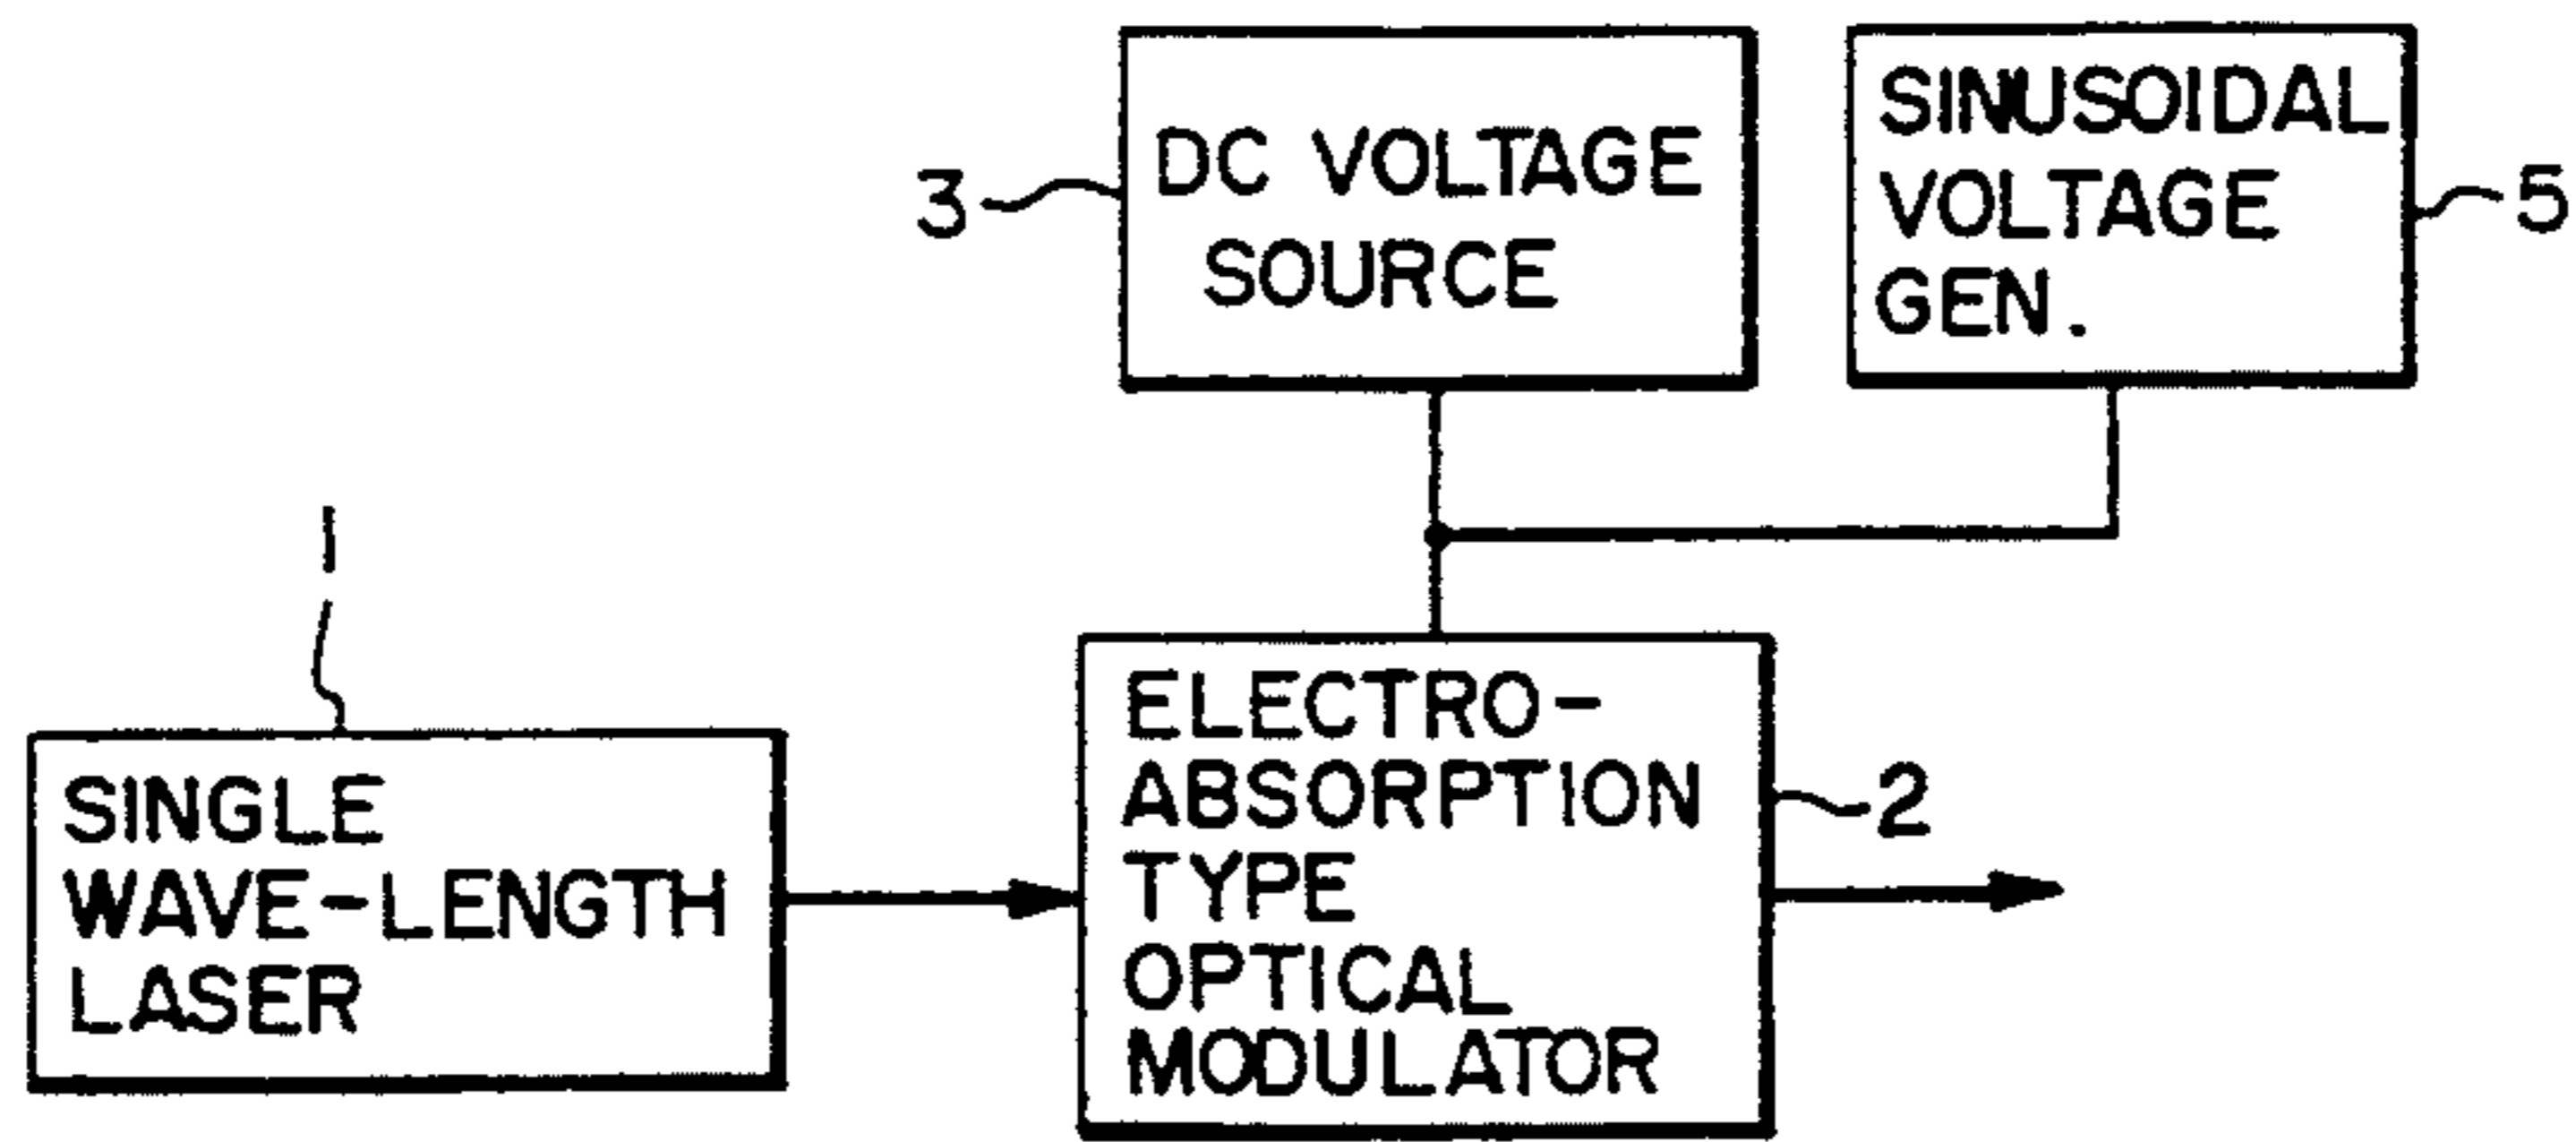 3
DC VOLTAGE
SOURCE
SINUSOIDAL
VOLTAGE
GEN.
5
1
SINGLE
WAVE-LENGTH
LASER
ELECTRO-
ABSORPTION
TYPE
OPTICAL
MODULATOR
2